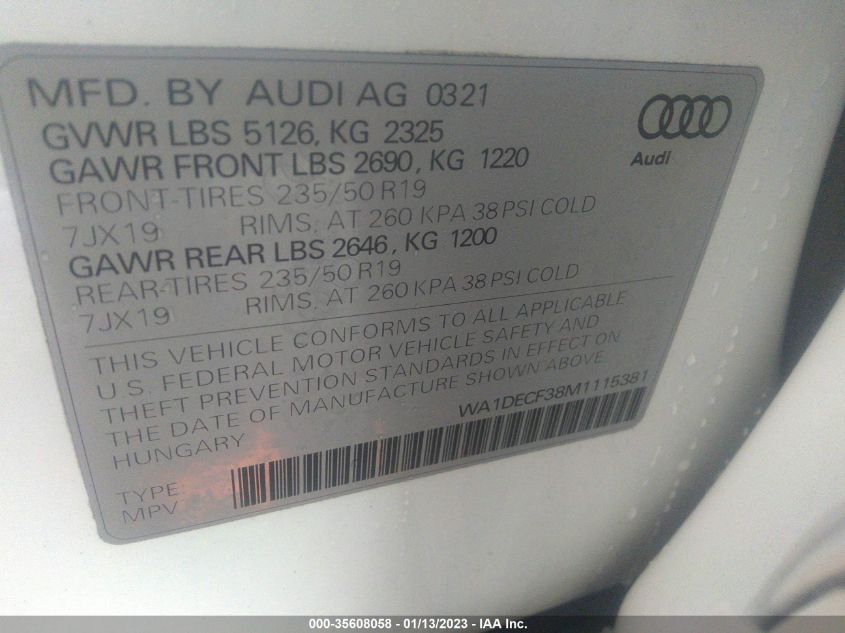 MFD. BY AUDI AG 0321
GVWR LBS 5126, KG 2325
GAWR FRONT LBS 2690, KG 1220
FRONT-TIRES 235/50 R19
7JX19 RIMS, AT 260 KPA 38 PSI COLD
GAWR REAR LBS 2646, KG 1200
REAR-TIRES 235/50 R19
7JX19 RIMS, AT 260 KPA 38 PSI COLD
THIS VEHICLE CONFORMS TO ALL APPLICABLE
U.S. FEDERAL MOTOR VEHICLE SAFETY AND
THEFT PREVENTION STANDARDS IN EFFECT ON
THE DATE OF MANUFACTURE SHOWN ABOVE
HUNGARY
WA1DECF38M1115381
TYPE:
MPV
Audi
000-35608058 - 01/13/2023 - IAA Inc.